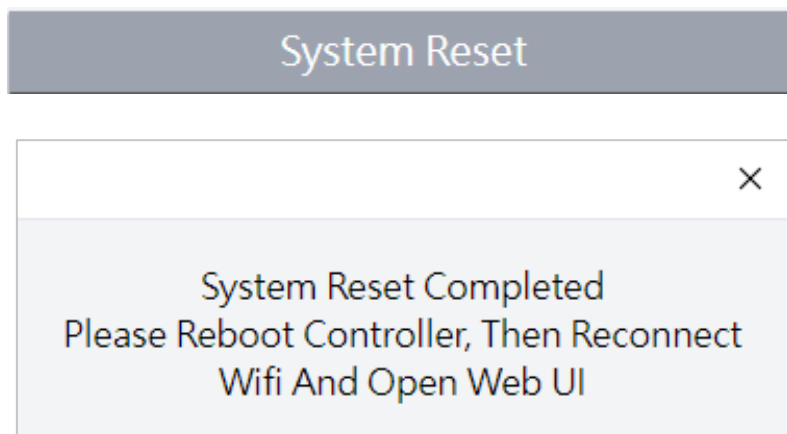 System Reset
System Reset Completed
Please Reboot Controller, Then Reconnect
Wifi And Open Web UI